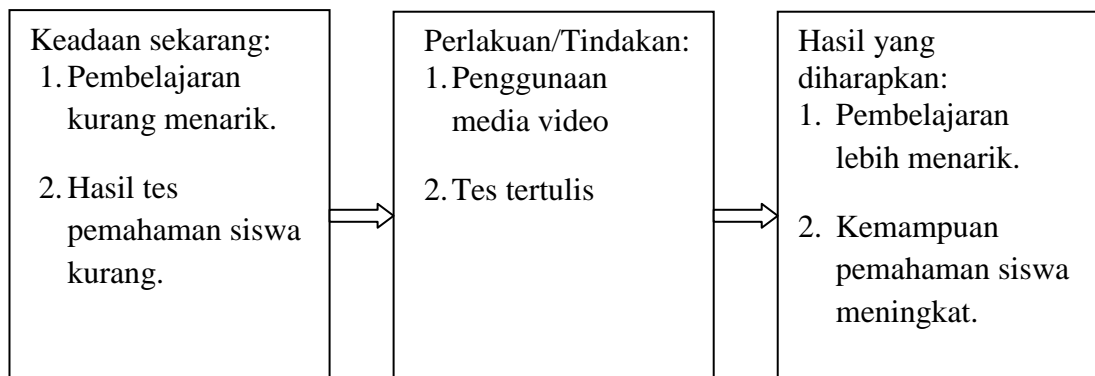 Keadaan sekarang:
1. Pembelajaran
kurang menarik.
2. Hasil tes
pemahaman siswa
kurang.
Perlakuan/Tindakan:
1. Penggunaan
media video
2. Tes tertulis
Hasil yang
diharapkan:
1. Pembelajaran
lebih menarik.
2. Kemampuan
pemahaman siswa
meningkat.